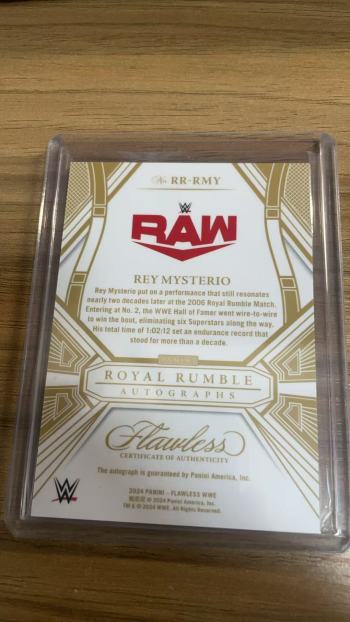 No. RR-RMY
W
RAW
REY MYSTERIO
Rey Mysterio put on a performance that still resonates
nearly two decades later at the 2006 Royal Rumble Match.
Entering at No. 2, the WWE Hall of Famer went wire-to-wire
to win the bout, eliminating six Superstars along the way.
His total time of 1:02:12 set an endurance record that
stood for more than a decade.
PANINI
ROYAL RUMBLE
AUTOGRAPHS
Flawless
CERTIFICATE OF AUTHENTICITY
The autograph is guaranteed by Panini America, Inc.
2024 PANINI - FLAWLESS WWE
© 2024 Panini America, Inc.
TM & © 2024 WWE. All Rights Reserved.
W